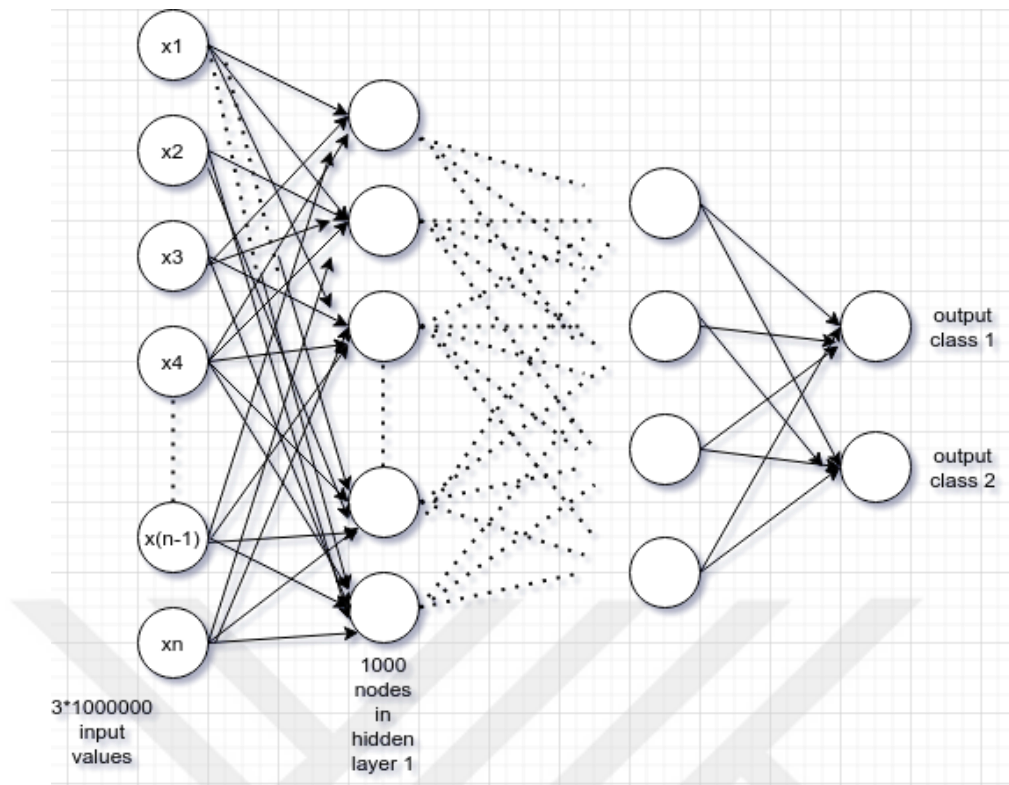 x1
x2
x3
x4
x(n-1)
xn
3*1000000
input
values
1000
nodes
in
hidden
layer 1
output
class 1
output
class 2